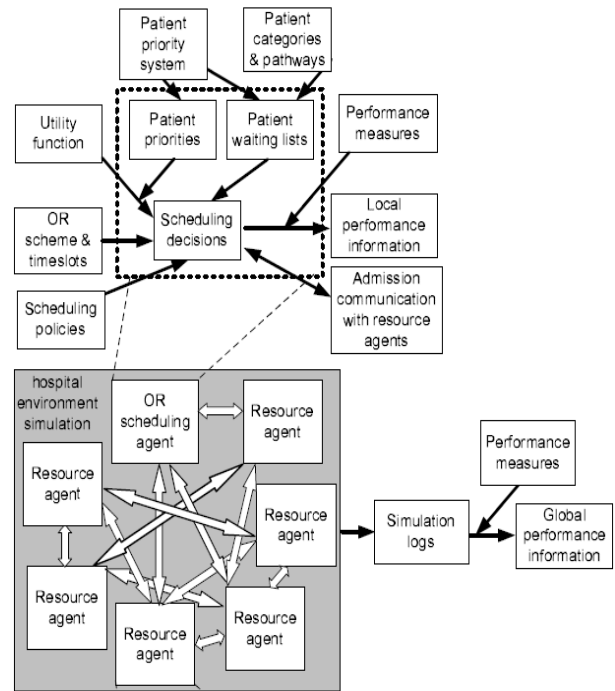 Patient
priority
system
Patient
categories
& pathways
Utility
function
Patient
priorities
Patient
waiting lists
Performance
measures
OR
scheme &
timeslots
Scheduling
decisions
Local
performance
information
Scheduling
policies
Admission
communication
with resource
agents
hospital
environment
simulation
OR
scheduling
agent
Resource
agent
Resource
agent
Resource
agent
Resource
agent
Resource
agent
Resource
agent
Performance
measures
Simulation
logs
Global
performance
information